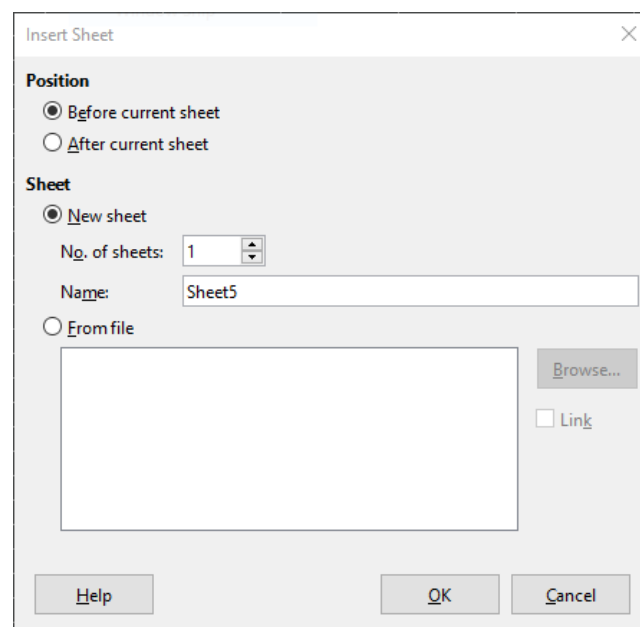 Insert Sheet
Position
Before current sheet
After current sheet
Sheet
New sheet
No. of sheets: 1
Name: Sheet5
From file
Browse...
Link
Help OK Cancel